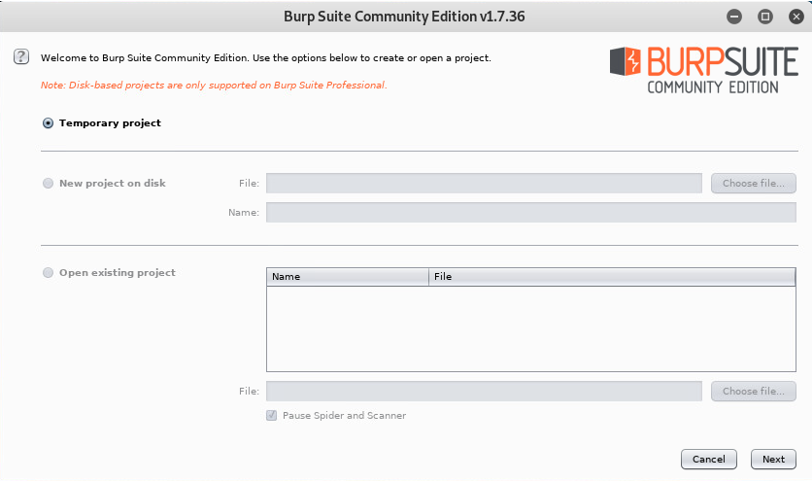 Burp Suite Community Edition v1.7.36
? Welcome to Burp Suite Community Edition. Use the options below to create or open a project.
BURPSUITE
COMMUNITY EDITION
Note: Disk-based projects are only supported on Burp Suite Professional.
Temporary project
New project on disk File: Choose file...
Name:
Open existing project Name File
File: Choose file...
Pause Spider and Scanner
Cancel Next